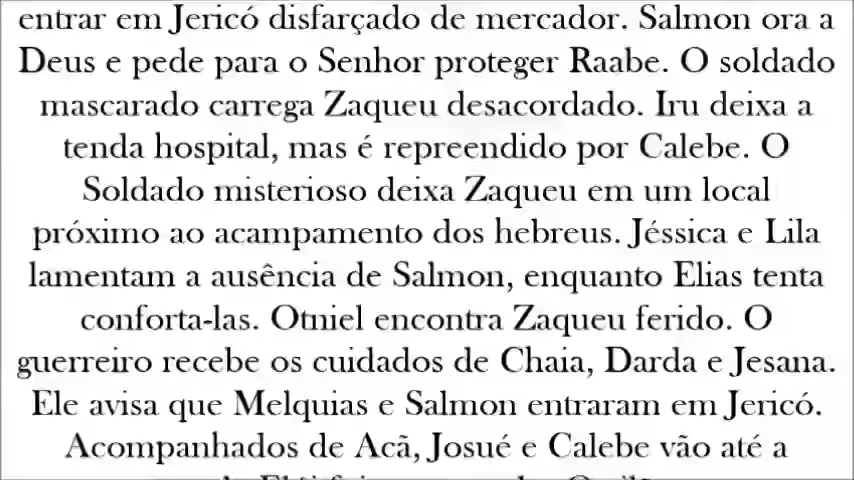 entrar em Jericó disfarçado de mercador. Salmon ora a
Deus e pede para o Senhor proteger Raabe. O soldado
mascarado carrega Zaqueu desacordado. Iru deixa a
tenda hospital, mas é repreendido por Calebe. O
Soldado misterioso deixa Zaqueu em um local
próximo ao acampamento dos hebreus. Jéssica e Lila
lamentam a ausência de Salmon, enquanto Elias tenta
conforta-las. Otniel encontra Zaqueu ferido. O
guerreiro recebe os cuidados de Chaia, Darda e Jesana.
Ele avisa que Melquias e Salmon entraram em Jericó.
Acompanhados de Acã, Josué e Calebe vão até a